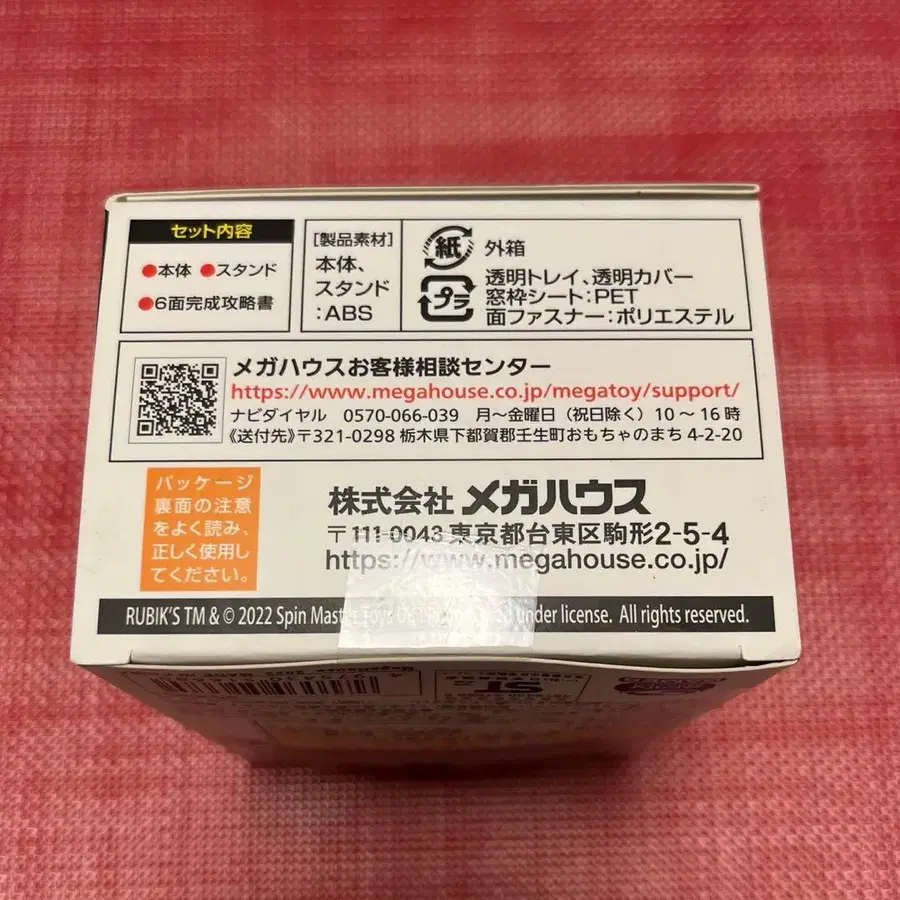 セット内容
●本体 ●スタンド
●6面完成攻略書
[製品素材]
本体、
スタンド
:ABS
紙 外箱
プラ
透明トレイ、透明カバー
窓枠シート:PET
面ファスナー:ポリエステル
メガハウスお客様相談センター
https://www.megahouse.co.jp/megatoy/support/
ナビダイヤル 0570-066-039 月〜金曜日(祝日除く)10〜16時
《送付先》〒321-0298 栃木県下都賀郡壬生町おもちゃのまち4-2-20
パッケージ
裏面の注意
をよく読み、
正しく使用し
てください。
株式会社 メガハウス
〒111-0043 東京都台東区駒形2-5-4
https://www.megahouse.co.jp/
RUBIK'S TM & © 2022 Spin Master Toys under license. All rights reserved.
ST